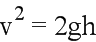 v² = 2gh